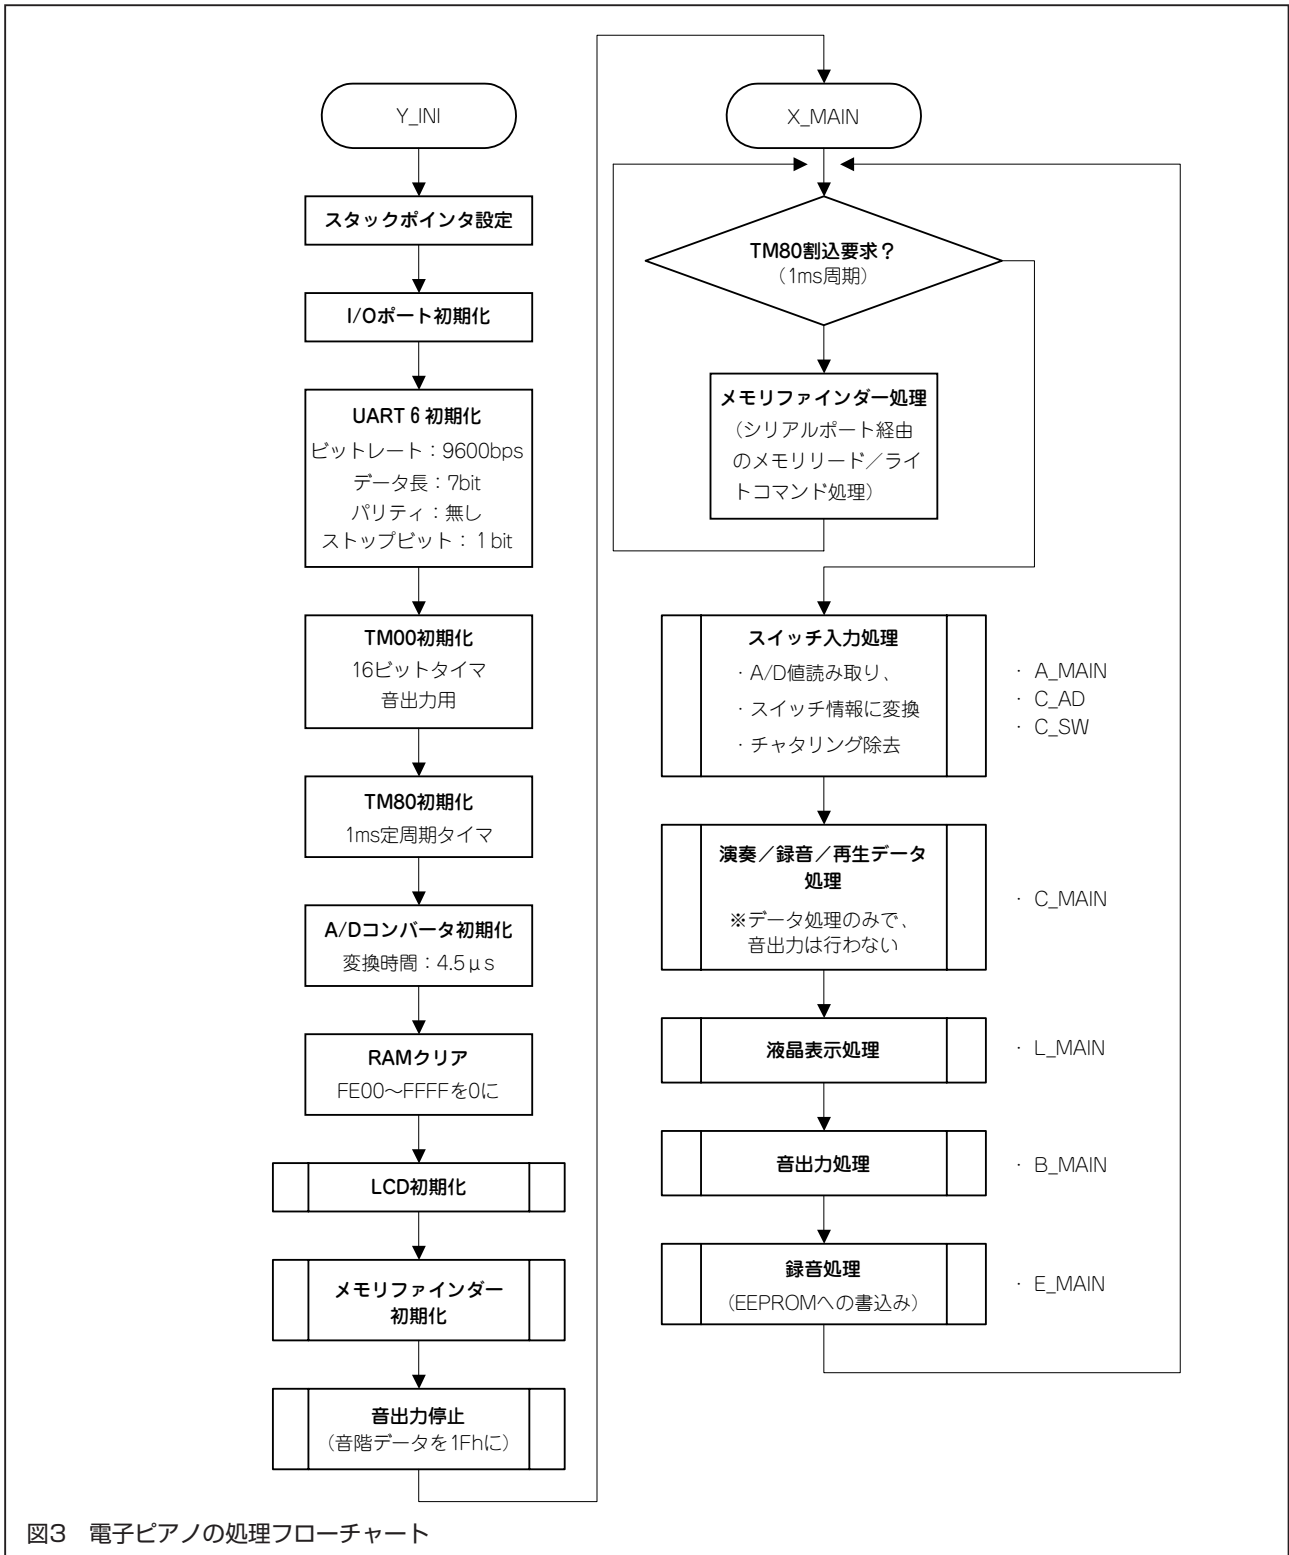 Y_INI
スタックポインタ設定
I/Oポート初期化
UART6初期化
ビットレート：9600bps
データ長：7bit
パリティ：無し
ストップビット：1bit
TM00初期化
16ビットタイマ
音出力用
TM80初期化
1ms定周期タイマ
A/Dコンバータ初期化
変換時間：4.5μs
RAMクリア
FE00～FFFFを0に
LCD初期化
メモリファインダー
初期化
音出力停止
（音階データを1Fhに）
X_MAIN
TM80割込要求？
（1ms周期）
メモリファインダー処理
（シリアルポート経由
のメモリリード／ライ
トコマンド処理）
スイッチ入力処理
・A/D値読み取り、
・スイッチ情報に変換
・チャタリング除去
・A_MAIN
・C_AD
・C_SW
演奏／録音／再生データ
処理
※データ処理のみで、
音出力は行わない
・C_MAIN
液晶表示処理
・L_MAIN
音出力処理
・B_MAIN
録音処理
（EEPROMへの書込み）
・E_MAIN
図3　電子ピアノの処理フローチャート